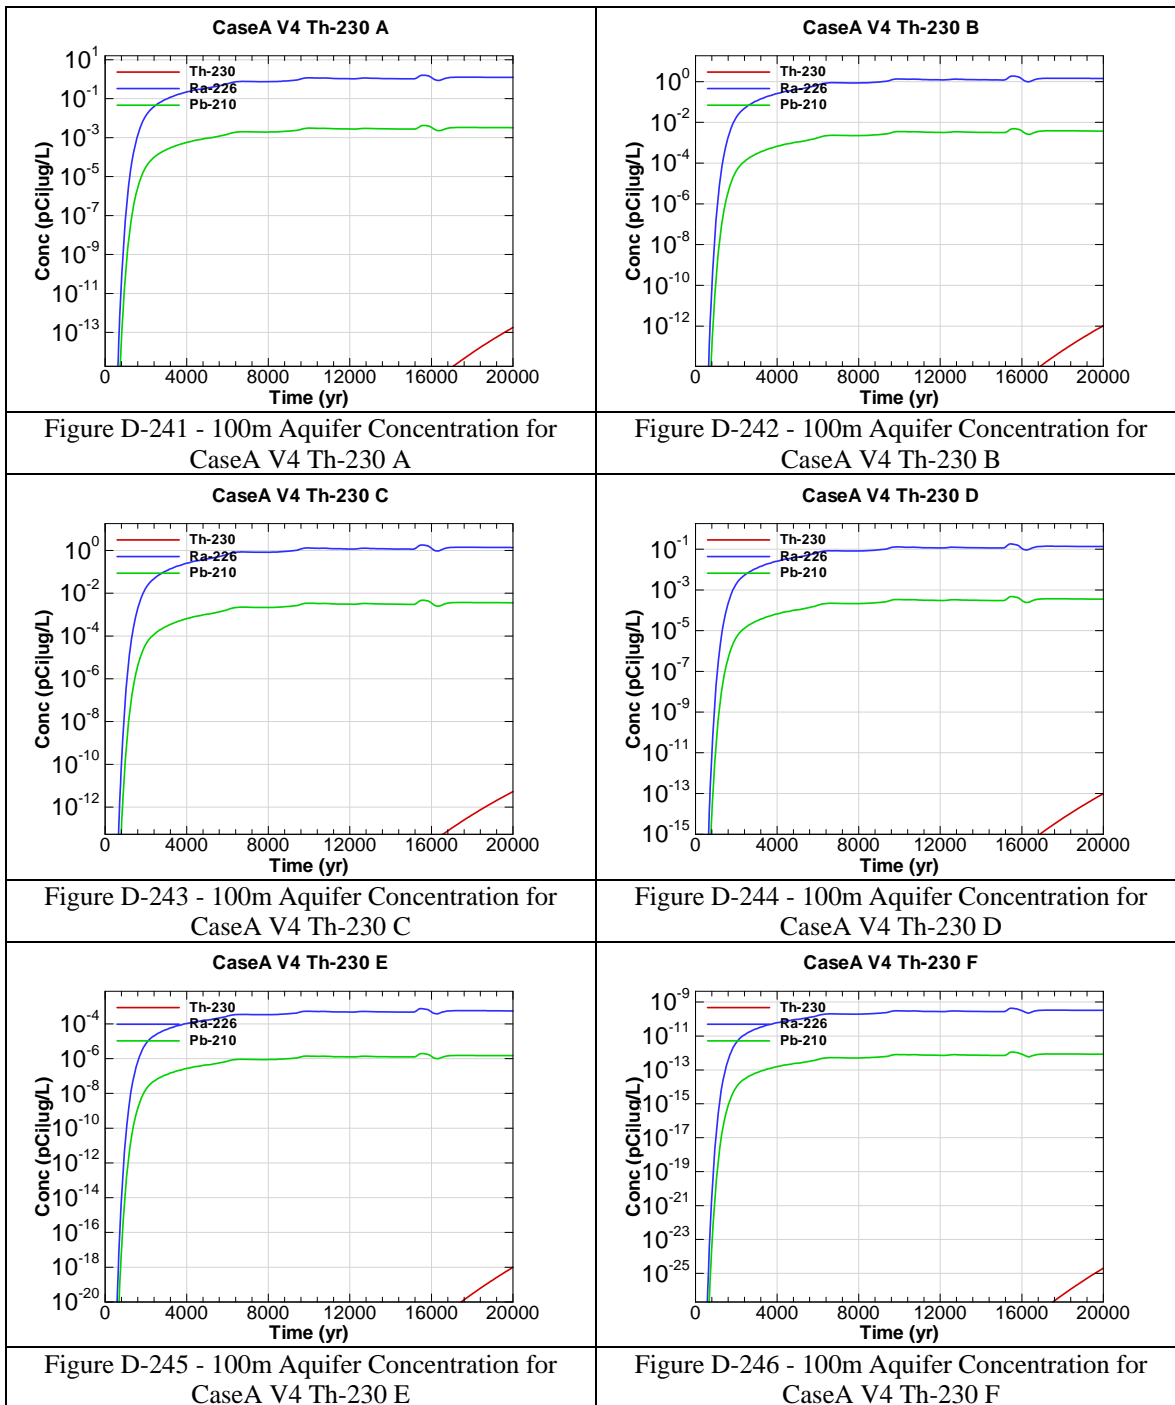 CaseA V4 Th-230 A
Conc (pCi|ug/L)
10^1
10^-1
10^-3
10^-5
10^-7
10^-9
10^-11
10^-13
Th-230
Ra-226
Pb-210
0 4000 8000 12000 16000 20000
Time (yr)
Figure D-241 - 100m Aquifer Concentration for
CaseA V4 Th-230 A
CaseA V4 Th-230 B
Conc (pCi|ug/L)
10^0
10^-2
10^-4
10^-6
10^-8
10^-10
10^-12
Th-230
Ra-226
Pb-210
0 4000 8000 12000 16000 20000
Time (yr)
Figure D-242 - 100m Aquifer Concentration for
CaseA V4 Th-230 B
CaseA V4 Th-230 C
Conc (pCi|ug/L)
10^0
10^-2
10^-4
10^-6
10^-8
10^-10
10^-12
Th-230
Ra-226
Pb-210
0 4000 8000 12000 16000 20000
Time (yr)
Figure D-243 - 100m Aquifer Concentration for
CaseA V4 Th-230 C
CaseA V4 Th-230 D
Conc (pCi|ug/L)
10^-1
10^-3
10^-5
10^-7
10^-9
10^-11
10^-13
10^-15
Th-230
Ra-226
Pb-210
0 4000 8000 12000 16000 20000
Time (yr)
Figure D-244 - 100m Aquifer Concentration for
CaseA V4 Th-230 D
CaseA V4 Th-230 E
Conc (pCi|ug/L)
10^-4
10^-6
10^-8
10^-10
10^-12
10^-14
10^-16
10^-18
10^-20
Th-230
Ra-226
Pb-210
0 4000 8000 12000 16000 20000
Time (yr)
Figure D-245 - 100m Aquifer Concentration for
CaseA V4 Th-230 E
CaseA V4 Th-230 F
Conc (pCi|ug/L)
10^-9
10^-11
10^-13
10^-15
10^-17
10^-19
10^-21
10^-23
10^-25
Th-230
Ra-226
Pb-210
0 4000 8000 12000 16000 20000
Time (yr)
Figure D-246 - 100m Aquifer Concentration for
CaseA V4 Th-230 F